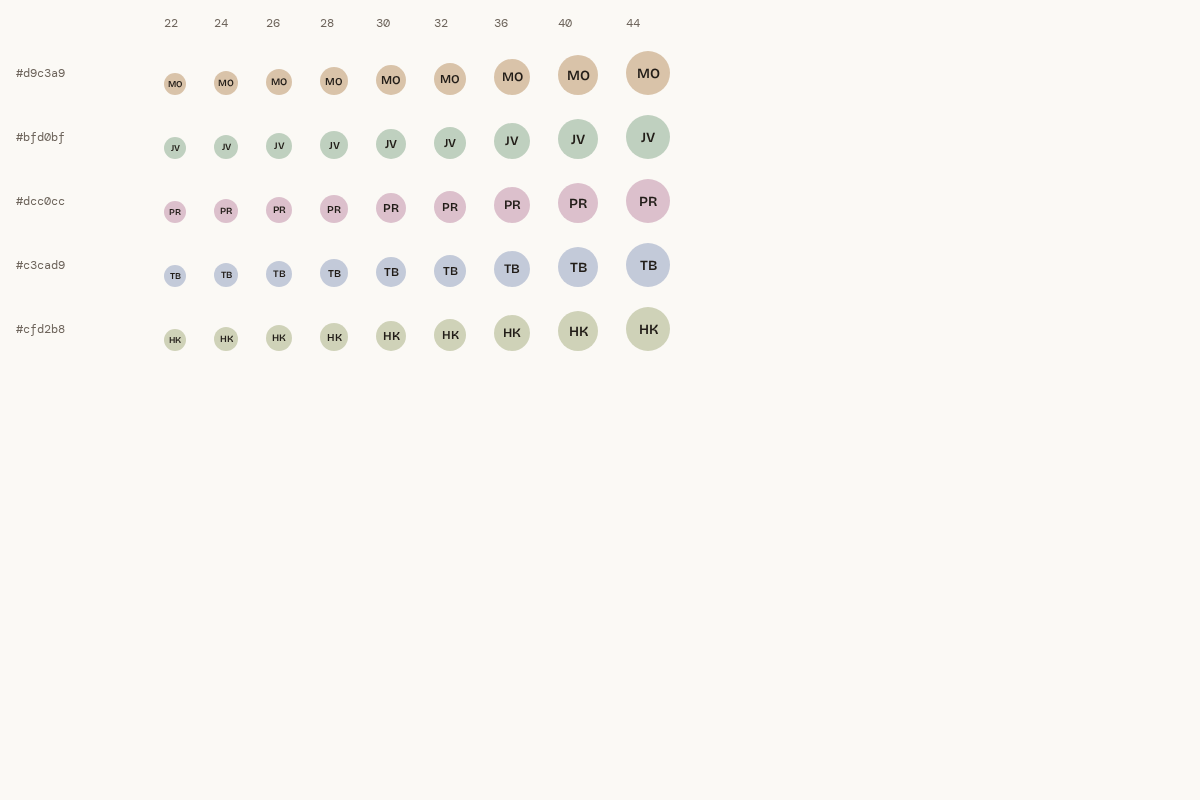 22 24 26 28 30 32 36 40 44
#d9c3a9 MO MO MO MO MO MO MO MO MO
#bfd0bf JV JV JV JV JV JV JV JV JV
#dcc0cc PR PR PR PR PR PR PR PR PR
#c3cad9 TB TB TB TB TB TB TB TB TB
#cfd2b8 HK HK HK HK HK HK HK HK HK